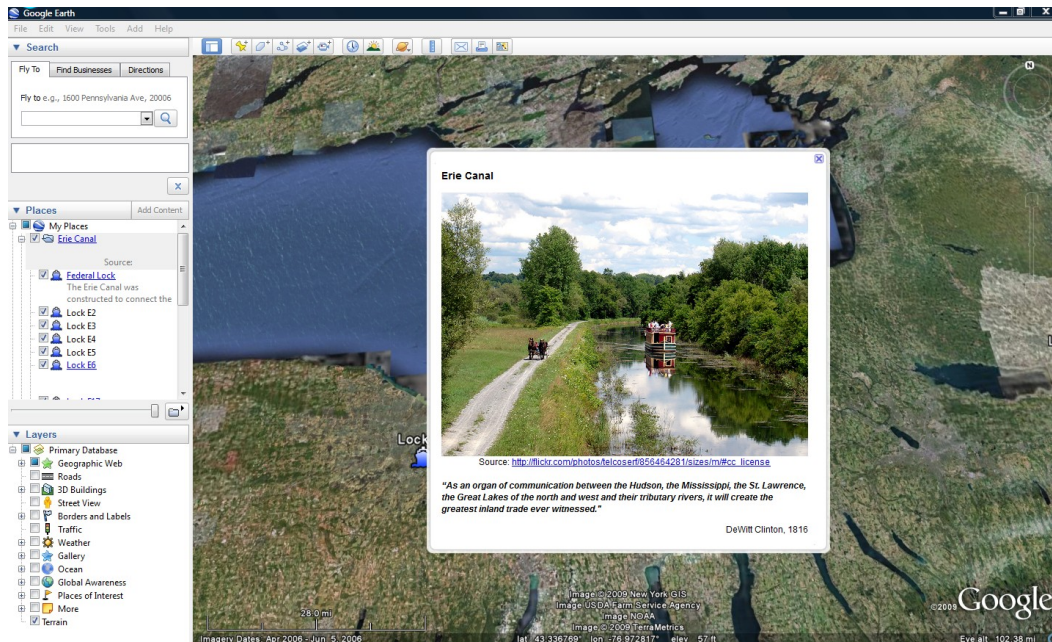 Google Earth
File Edit View Tools Add Help
Search
Fly To Find Businesses Directions
Fly to e.g., 1600 Pennsylvania Ave, 20006
Places Add Content
My Places
Erie Canal
Source:
Federal Lock
The Erie Canal was
constructed to connect the
Lock E2
Lock E3
Lock E4
Lock E5
Lock E6
Layers
Primary Database
Geographic Web
Roads
3D Buildings
Street View
Borders and Labels
Traffic
Weather
Gallery
Ocean
Global Awareness
Places of Interest
More
Terrain
N
Lock
Erie Canal
Source: http://flickr.com/photos/telcoserf/856464281/sizes/m/#cc_license
"As an organ of communication between the Hudson, the Mississippi, the St. Lawrence,
the Great Lakes of the north and west and their tributary rivers, it will create the
greatest inland trade ever witnessed."
DeWitt Clinton, 1816
Image © 2009 New York GIS
Image USDA Farm Service Agency
Image NOAA
Image © 2009 TerraMetrics
28.0 mi
©2009 Google
Imagery Dates: Apr 2006 - Jun 5, 2006
lat 43.336769° lon -76.972817° elev 57 ft
Eye alt 102.38 mi